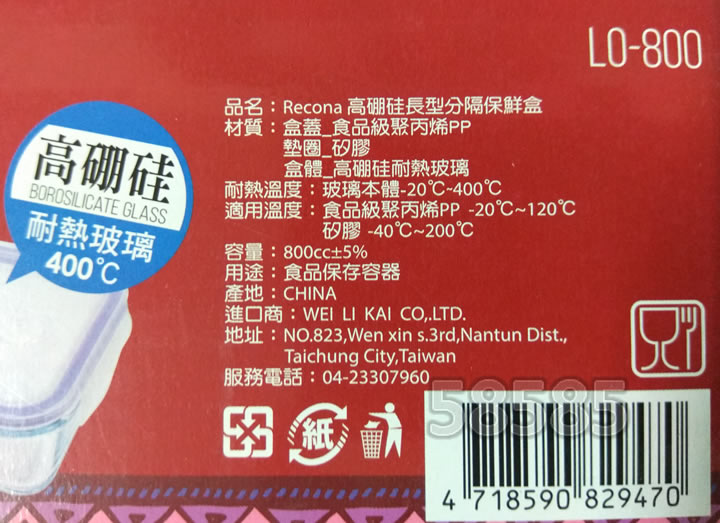 LO-800
品名：Recona 高硼硅長型分隔保鮮盒
材質：盒蓋_食品級聚丙烯PP
墊圈_矽膠
盒體_高硼硅耐熱玻璃
耐熱溫度：玻璃本體-20℃~400℃
適用溫度：食品級聚丙烯PP -20℃~120℃
矽膠 -40℃~200℃
容量：800cc±5%
用途：食品保存容器
產地：CHINA
進口商：WEI LI KAI CO,.LTD.
地址：NO.823,Wen xin s.3rd,Nantun Dist.,
Taichung City,Taiwan
服務電話：04-23307960
高硼硅
BOROSILICATE GLASS
耐熱玻璃
400℃
紙
58585
4 718590 829470